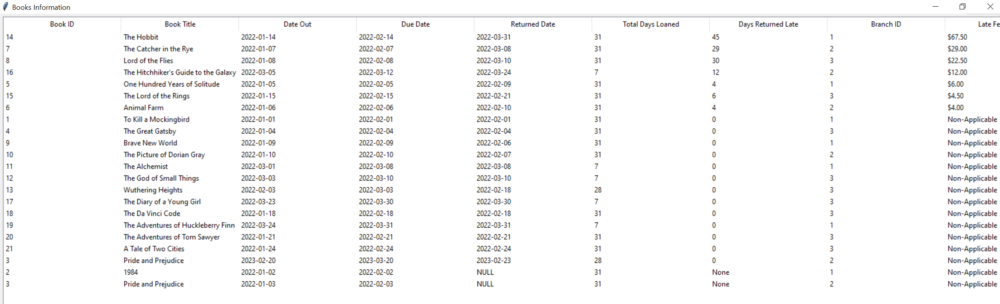 Books Information
Book ID Book Title Date Out Due Date Returned Date Total Days Loaned Days Returned Late Branch ID Late Fe
14 The Hobbit 2022-01-14 2022-02-14 2022-03-31 31 45 1 $67.50
7 The Catcher in the Rye 2022-01-07 2022-02-07 2022-03-08 31 29 2 $29.00
8 Lord of the Flies 2022-01-08 2022-02-08 2022-03-10 31 30 3 $22.50
16 The Hitchhiker's Guide to the Galaxy 2022-03-05 2022-03-12 2022-03-24 7 12 2 $12.00
5 One Hundred Years of Solitude 2022-01-05 2022-02-05 2022-02-09 31 4 1 $6.00
15 The Lord of the Rings 2022-01-15 2022-02-15 2022-02-21 31 6 3 $4.50
6 Animal Farm 2022-01-06 2022-02-06 2022-02-10 31 4 2 $4.00
1 To Kill a Mockingbird 2022-01-01 2022-02-01 2022-02-01 31 0 1 Non-Applicable
4 The Great Gatsby 2022-01-04 2022-02-04 2022-02-04 31 0 3 Non-Applicable
9 Brave New World 2022-01-09 2022-02-09 2022-02-06 31 0 1 Non-Applicable
10 The Picture of Dorian Gray 2022-01-10 2022-02-10 2022-02-07 31 0 2 Non-Applicable
11 The Alchemist 2022-03-01 2022-03-08 2022-03-08 7 0 1 Non-Applicable
12 The God of Small Things 2022-03-03 2022-03-10 2022-03-10 7 0 3 Non-Applicable
13 Wuthering Heights 2022-02-03 2022-03-03 2022-02-18 28 0 3 Non-Applicable
17 The Diary of a Young Girl 2022-03-23 2022-03-30 2022-03-30 7 0 3 Non-Applicable
18 The Da Vinci Code 2022-01-18 2022-02-18 2022-02-18 31 0 3 Non-Applicable
19 The Adventures of Huckleberry Finn 2022-03-24 2022-03-31 2022-03-31 7 0 1 Non-Applicable
20 The Adventures of Tom Sawyer 2022-01-21 2022-02-21 2022-02-21 31 0 3 Non-Applicable
21 A Tale of Two Cities 2022-01-24 2022-02-24 2022-02-24 31 0 3 Non-Applicable
3 Pride and Prejudice 2023-02-20 2023-03-20 2023-02-23 28 0 2 Non-Applicable
2 1984 2022-01-02 2022-02-02 NULL 31 None 1 Non-Applicable
3 Pride and Prejudice 2022-01-03 2022-02-03 NULL 31 None 2 Non-Applicable